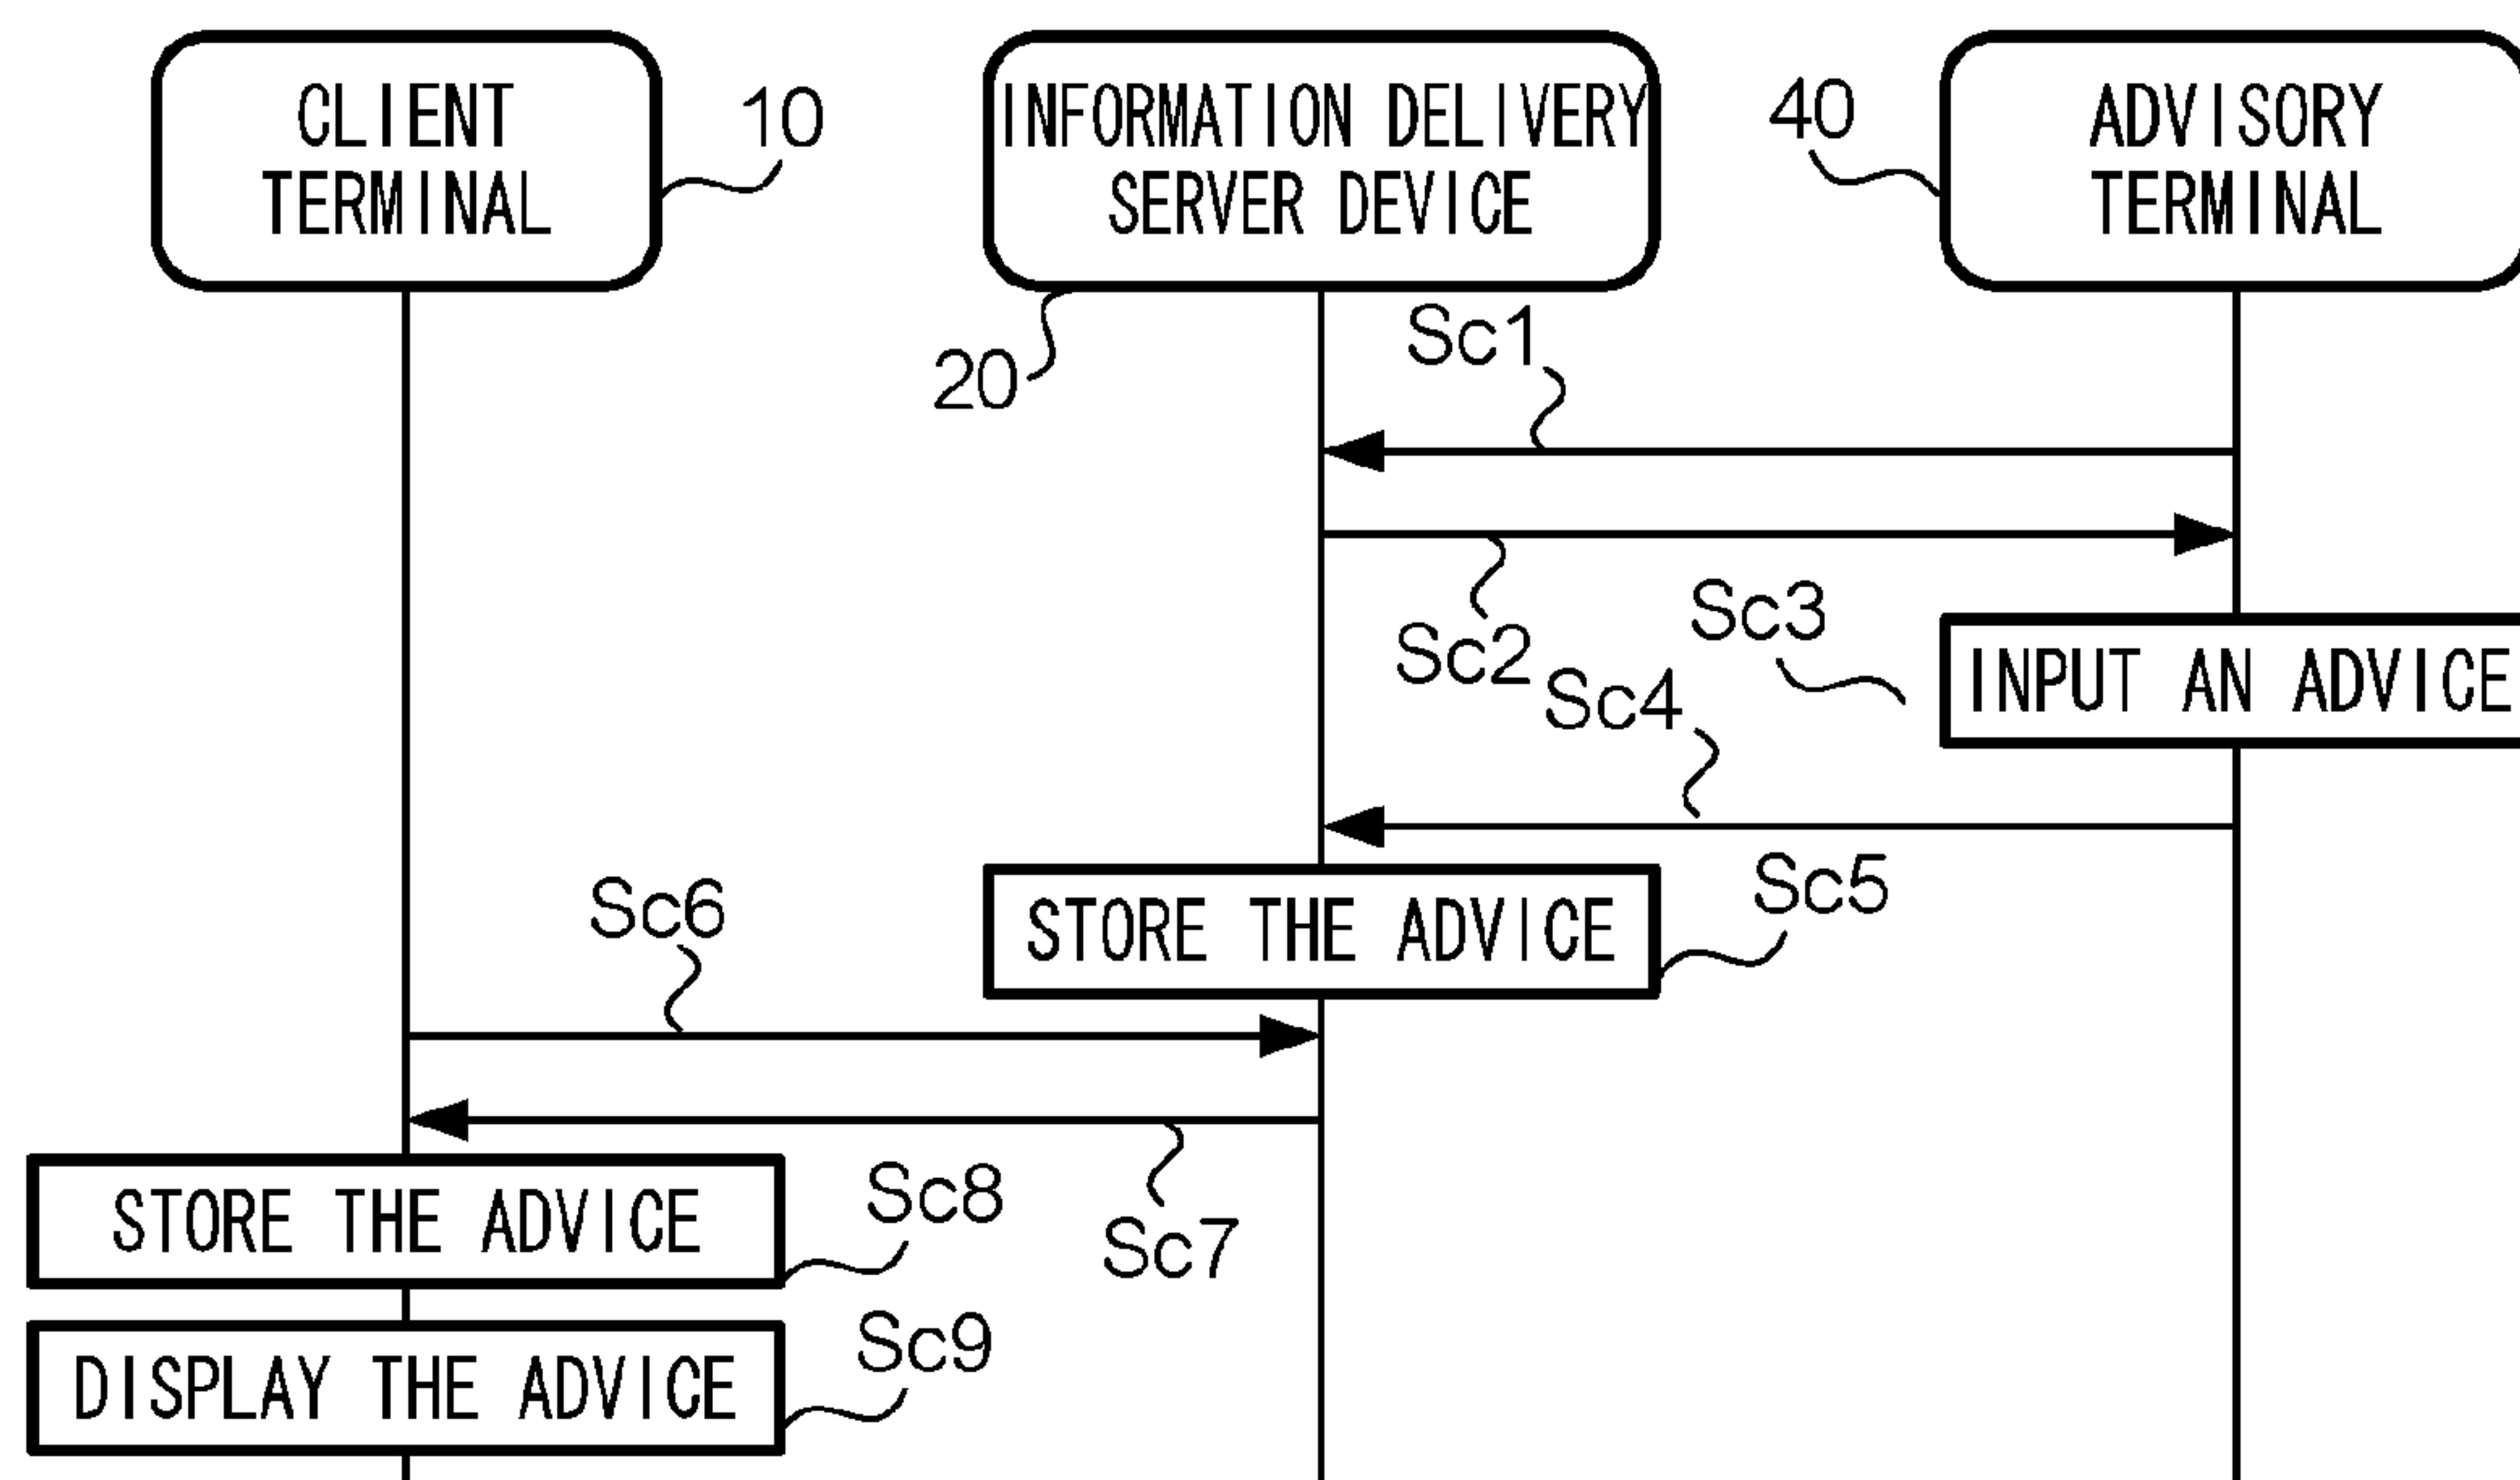 CLIENT
TERMINAL
10
INFORMATION DELIVERY
SERVER DEVICE
20
40
ADVISORY
TERMINAL
Sc1
Sc2
Sc3
INPUT AN ADVICE
Sc4
STORE THE ADVICE
Sc5
Sc6
Sc7
STORE THE ADVICE
Sc8
DISPLAY THE ADVICE
Sc9